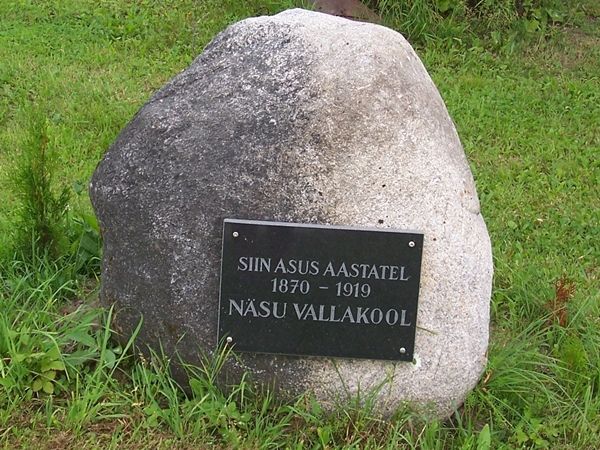 SIIN ASUS AASTATEL
1870 – 1919
NÄSU VALLAKOOL